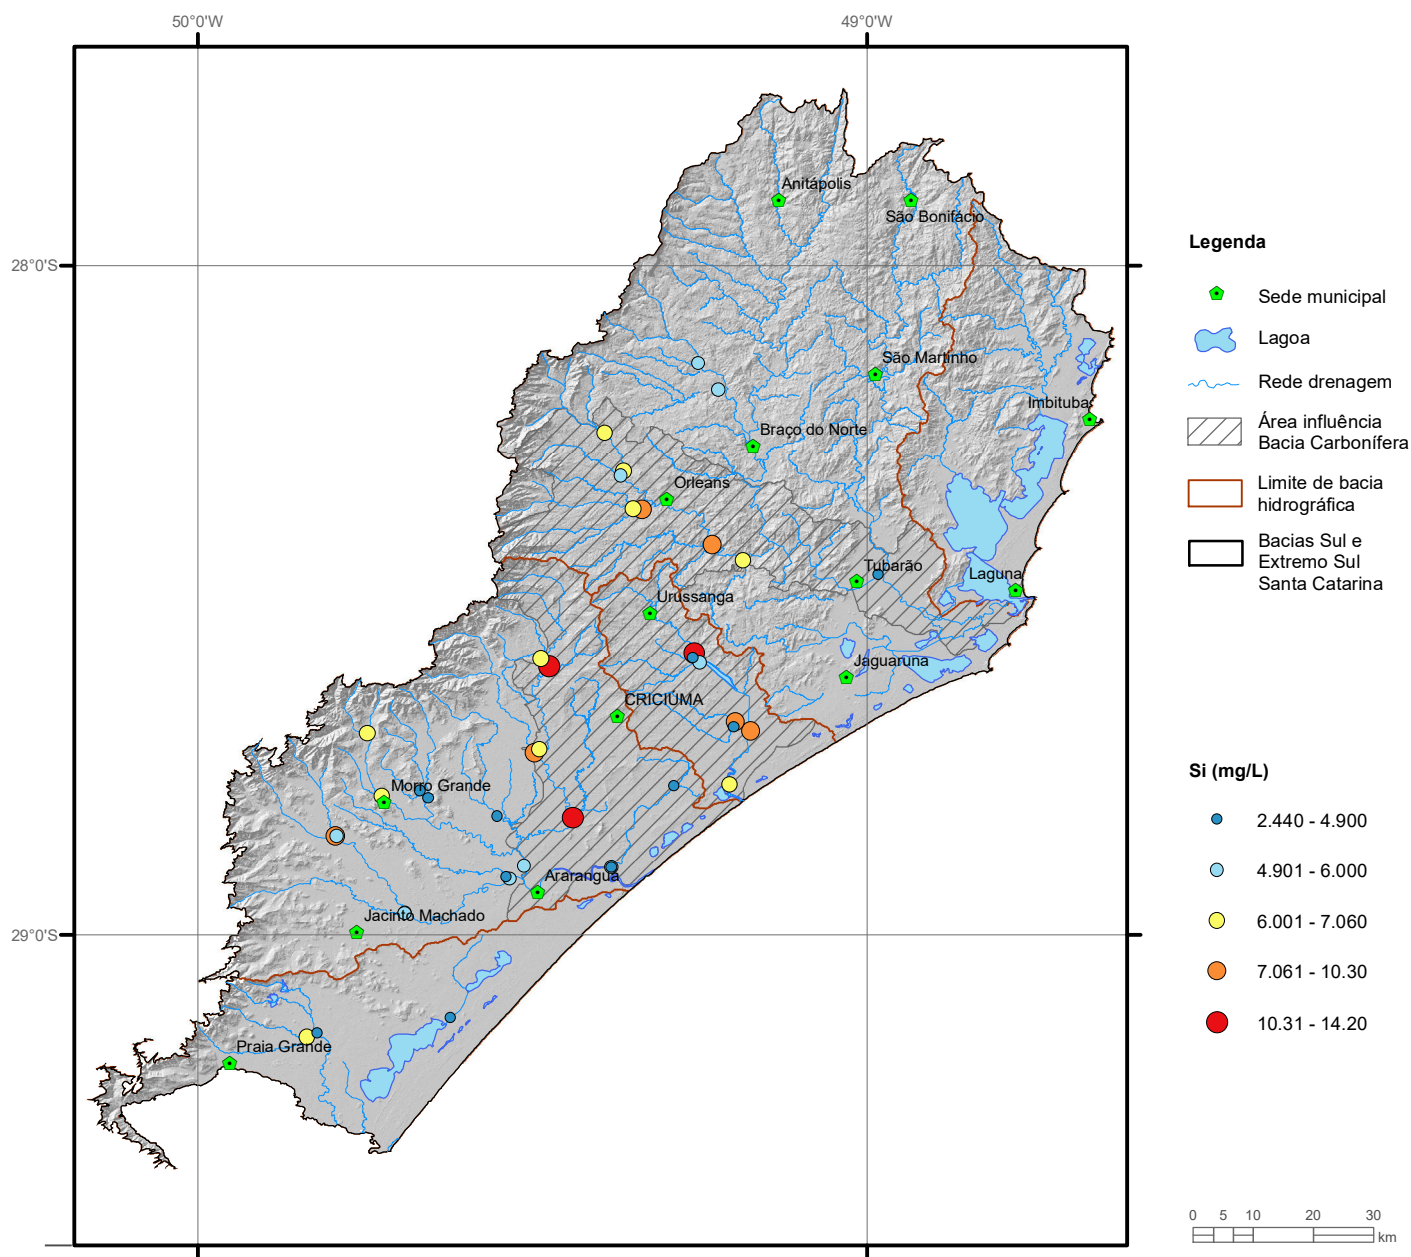 50°0'W
49°0'W
28°0'S
29°0'S
Anitápolis
São Bonifácio
São Martinho
Imbituba
Braço do Norte
Orleans
Tubarão
Laguna
Urussanga
Jaguaruna
CRICIÚMA
Morro Grande
Araranguá
Jacinto Machado
Praia Grande
Legenda
Sede municipal
Lagoa
Rede drenagem
Área influência
Bacia Carbonífera
Limite de bacia
hidrográfica
Bacias Sul e
Extremo Sul
Santa Catarina
Si (mg/L)
2.440 - 4.900
4.901 - 6.000
6.001 - 7.060
7.061 - 10.30
10.31 - 14.20
0 5 10 20 30
km